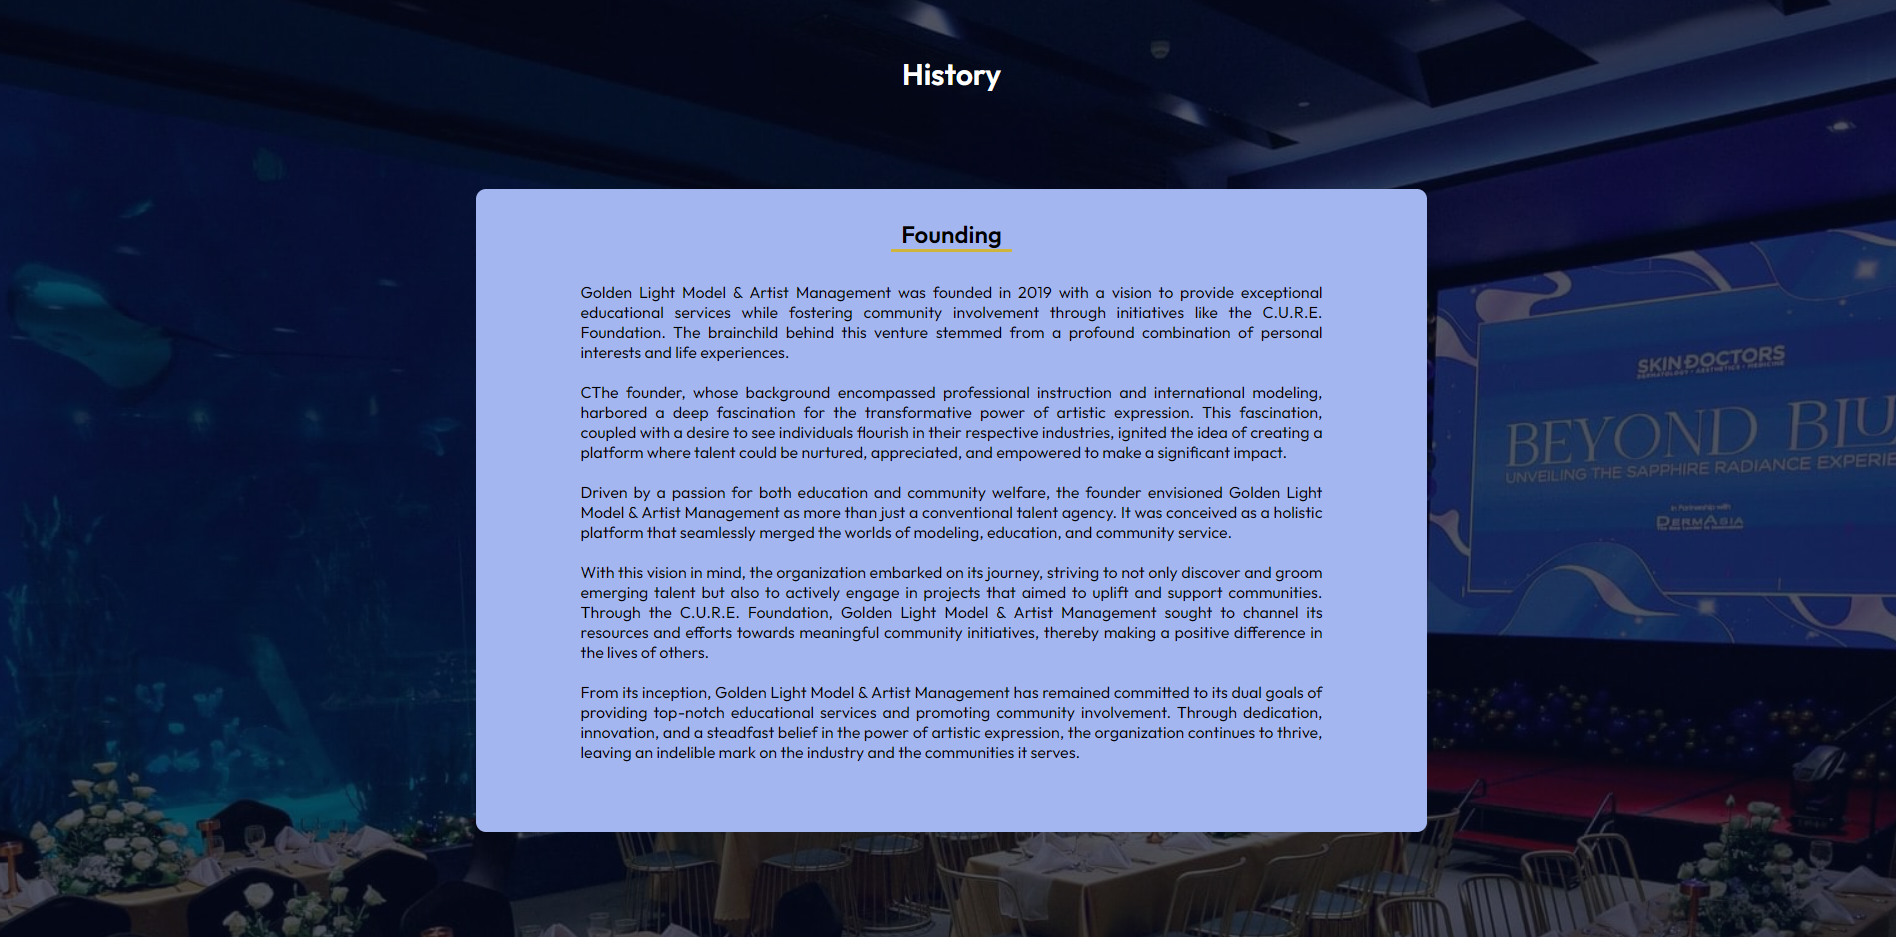 History
Founding
Golden Light Model & Artist Management was founded in 2019 with a vision to provide exceptional
educational services while fostering community involvement through initiatives like the C.U.R.E.
Foundation. The brainchild behind this venture stemmed from a profound combination of personal
interests and life experiences.
CThe founder, whose background encompassed professional instruction and international modeling,
harbored a deep fascination for the transformative power of artistic expression. This fascination,
coupled with a desire to see individuals flourish in their respective industries, ignited the idea of creating a
platform where talent could be nurtured, appreciated, and empowered to make a significant impact.
Driven by a passion for both education and community welfare, the founder envisioned Golden Light
Model & Artist Management as more than just a conventional talent agency. It was conceived as a holistic
platform that seamlessly merged the worlds of modeling, education, and community service.
With this vision in mind, the organization embarked on its journey, striving to not only discover and groom
emerging talent but also to actively engage in projects that aimed to uplift and support communities.
Through the C.U.R.E. Foundation, Golden Light Model & Artist Management sought to channel its
resources and efforts towards meaningful community initiatives, thereby making a positive difference in
the lives of others.
From its inception, Golden Light Model & Artist Management has remained committed to its dual goals of
providing top-notch educational services and promoting community involvement. Through dedication,
innovation, and a steadfast belief in the power of artistic expression, the organization continues to thrive,
leaving an indelible mark on the industry and the communities it serves.
SKIN DOCTORS
DERMATOLOGY • AESTHETICS • MEDICINE
BEYOND BLU
UNVEILING THE SAPPHIRE RADIANCE EXPERIE
in Partnership with
DERMASIA